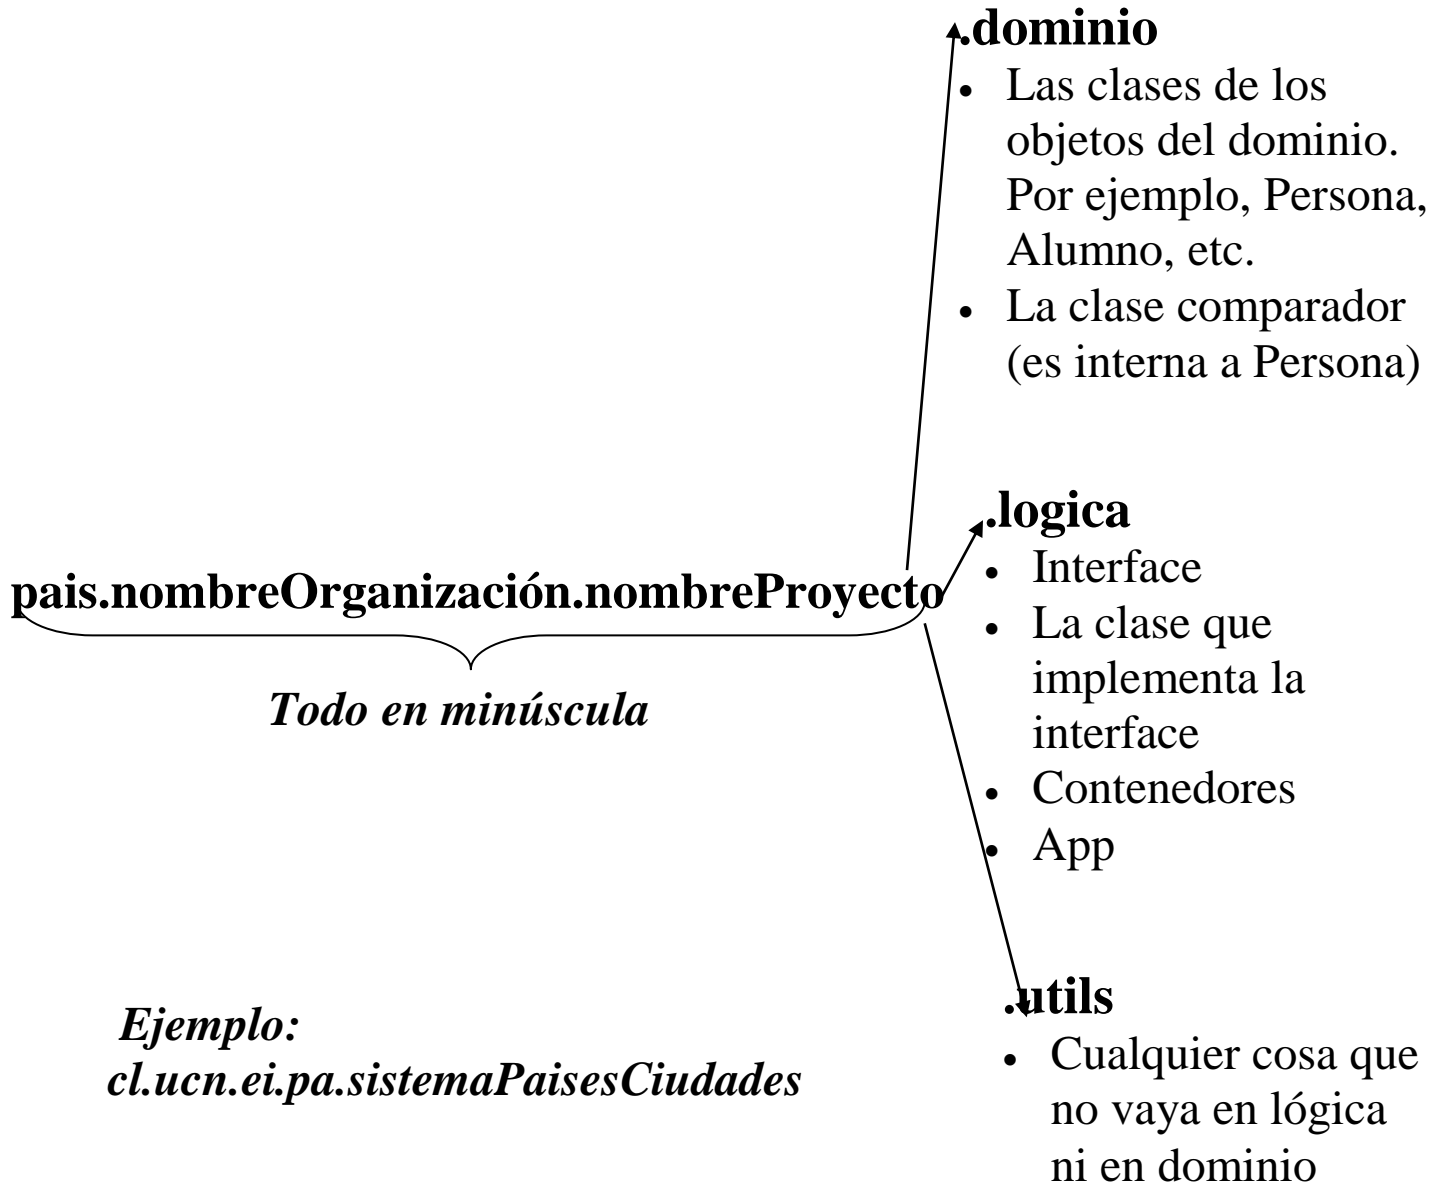 .dominio
• Las clases de los
objetos del dominio.
Por ejemplo, Persona,
Alumno, etc.
• La clase comparador
(es interna a Persona)
.logica
• Interface
• La clase que
implementa la
interface
• Contenedores
• App
pais.nombreOrganización.nombreProyecto
Todo en minúscula
.utils
• Cualquier cosa que
no vaya en lógica
ni en dominio
Ejemplo:
cl.ucn.ei.pa.sistemaPaisesCiudades